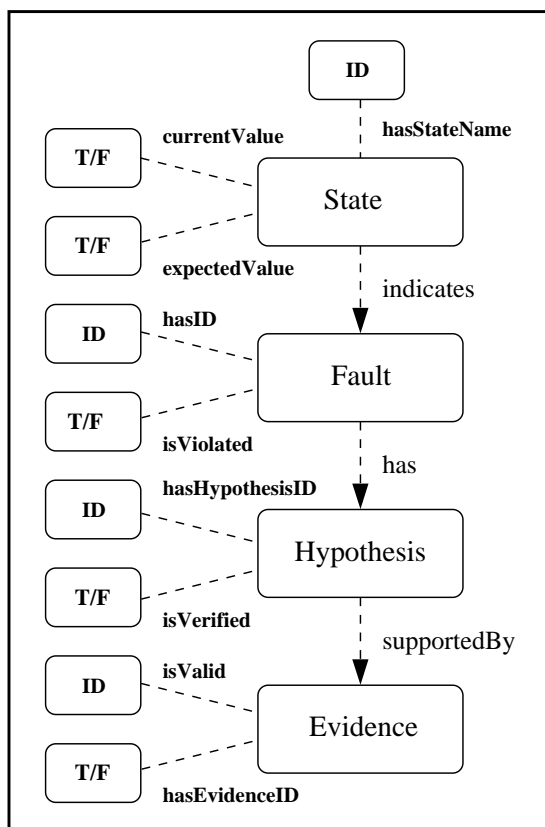 ID
hasStateName
currentValue
T/F
State
T/F
expectedValue
indicates
hasID
ID
Fault
T/F
isViolated
has
hasHypothesisID
ID
Hypothesis
T/F
isVerified
supportedBy
isValid
ID
Evidence
T/F
hasEvidenceID